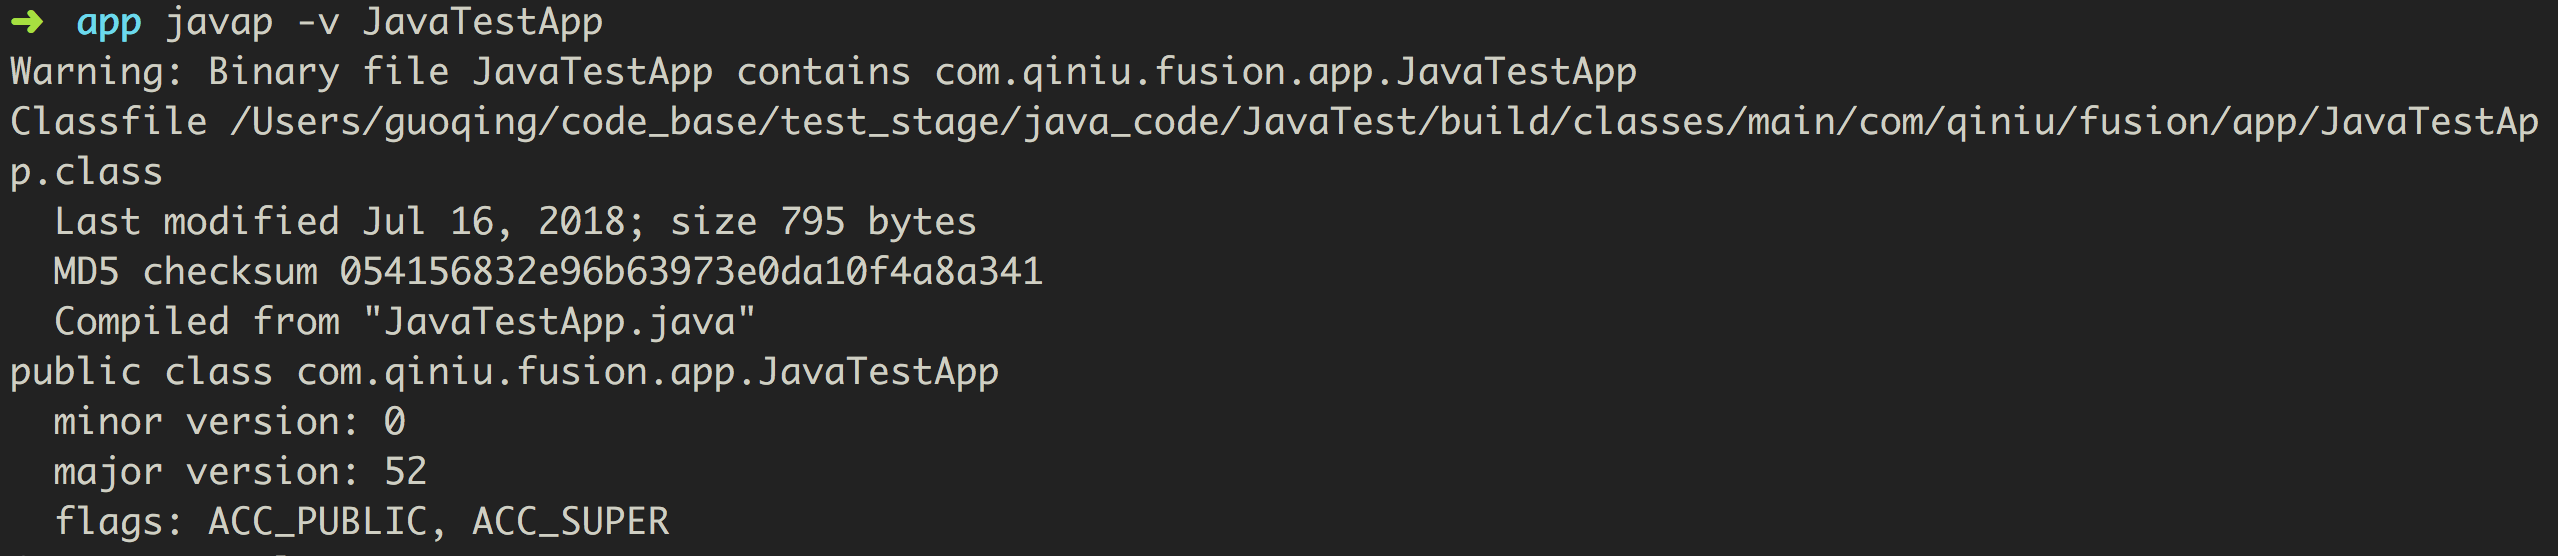 ➜ app javap -v JavaTestApp
Warning: Binary file JavaTestApp contains com.qiniu.fusion.app.JavaTestApp
Classfile /Users/guoqing/code_base/test_stage/java_code/JavaTest/build/classes/main/com/qiniu/fusion/app/JavaTestAp
p.class
  Last modified Jul 16, 2018; size 795 bytes
  MD5 checksum 054156832e96b63973e0da10f4a8a341
  Compiled from "JavaTestApp.java"
public class com.qiniu.fusion.app.JavaTestApp
  minor version: 0
  major version: 52
  flags: ACC_PUBLIC, ACC_SUPER